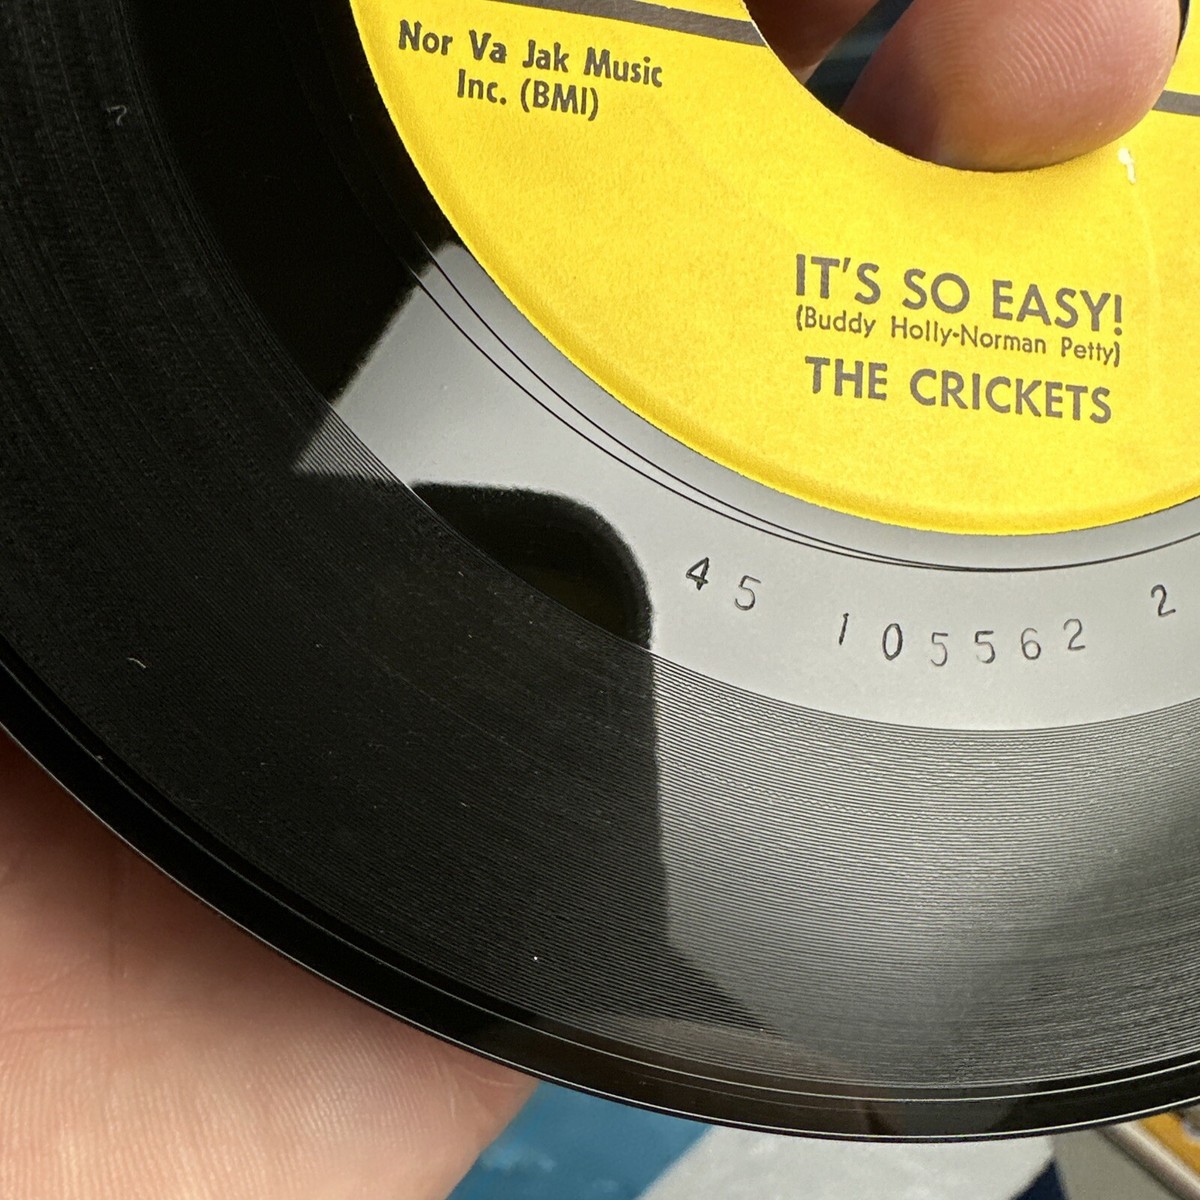 Nor Va Jak Music
Inc. (BMI)
IT'S SO EASY!
(Buddy Holly-Norman Petty)
THE CRICKETS
45 105562 2